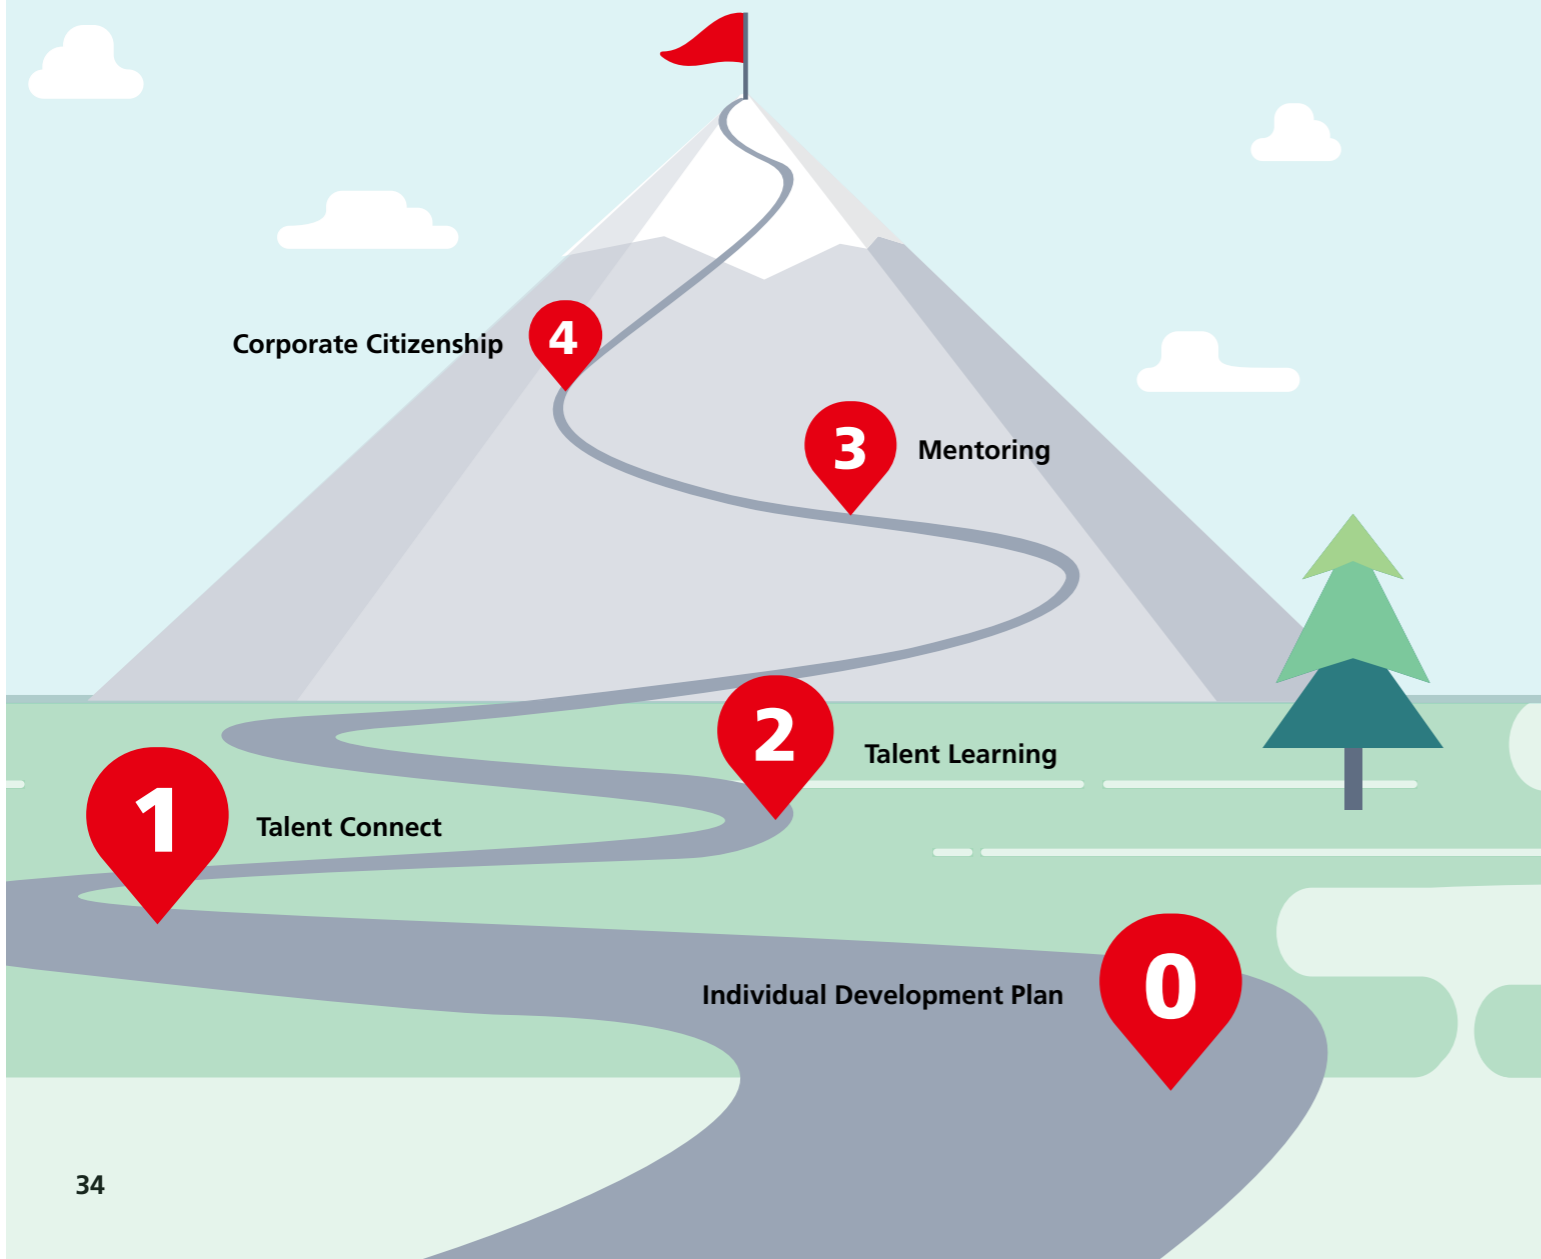 4
Corporate Citizenship
3
Mentoring
2
Talent Learning
1
Talent Connect
0
Individual Development Plan
34